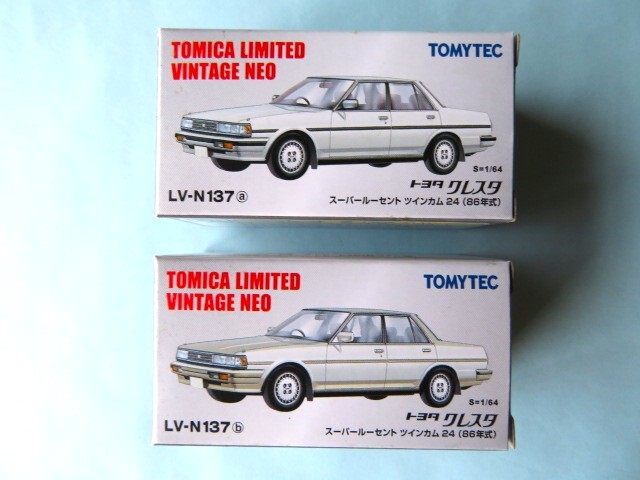 TOMICA LIMITED
VINTAGE NEO
TOMYTEC
S=1/64
LV-N137ⓐ
トヨタ クレスタ
スーパールーセント ツインカム 24 (86年式)
TOMICA LIMITED
VINTAGE NEO
TOMYTEC
S=1/64
LV-N137ⓑ
トヨタ クレスタ
スーパールーセント ツインカム 24 (86年式)